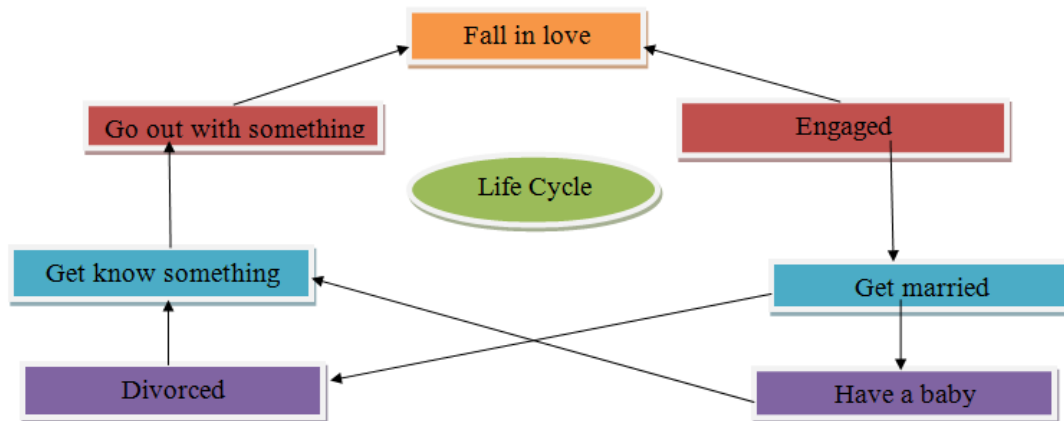 Fall in love
Go out with something
Engaged
Life Cycle
Get know something
Get married
Divorced
Have a baby